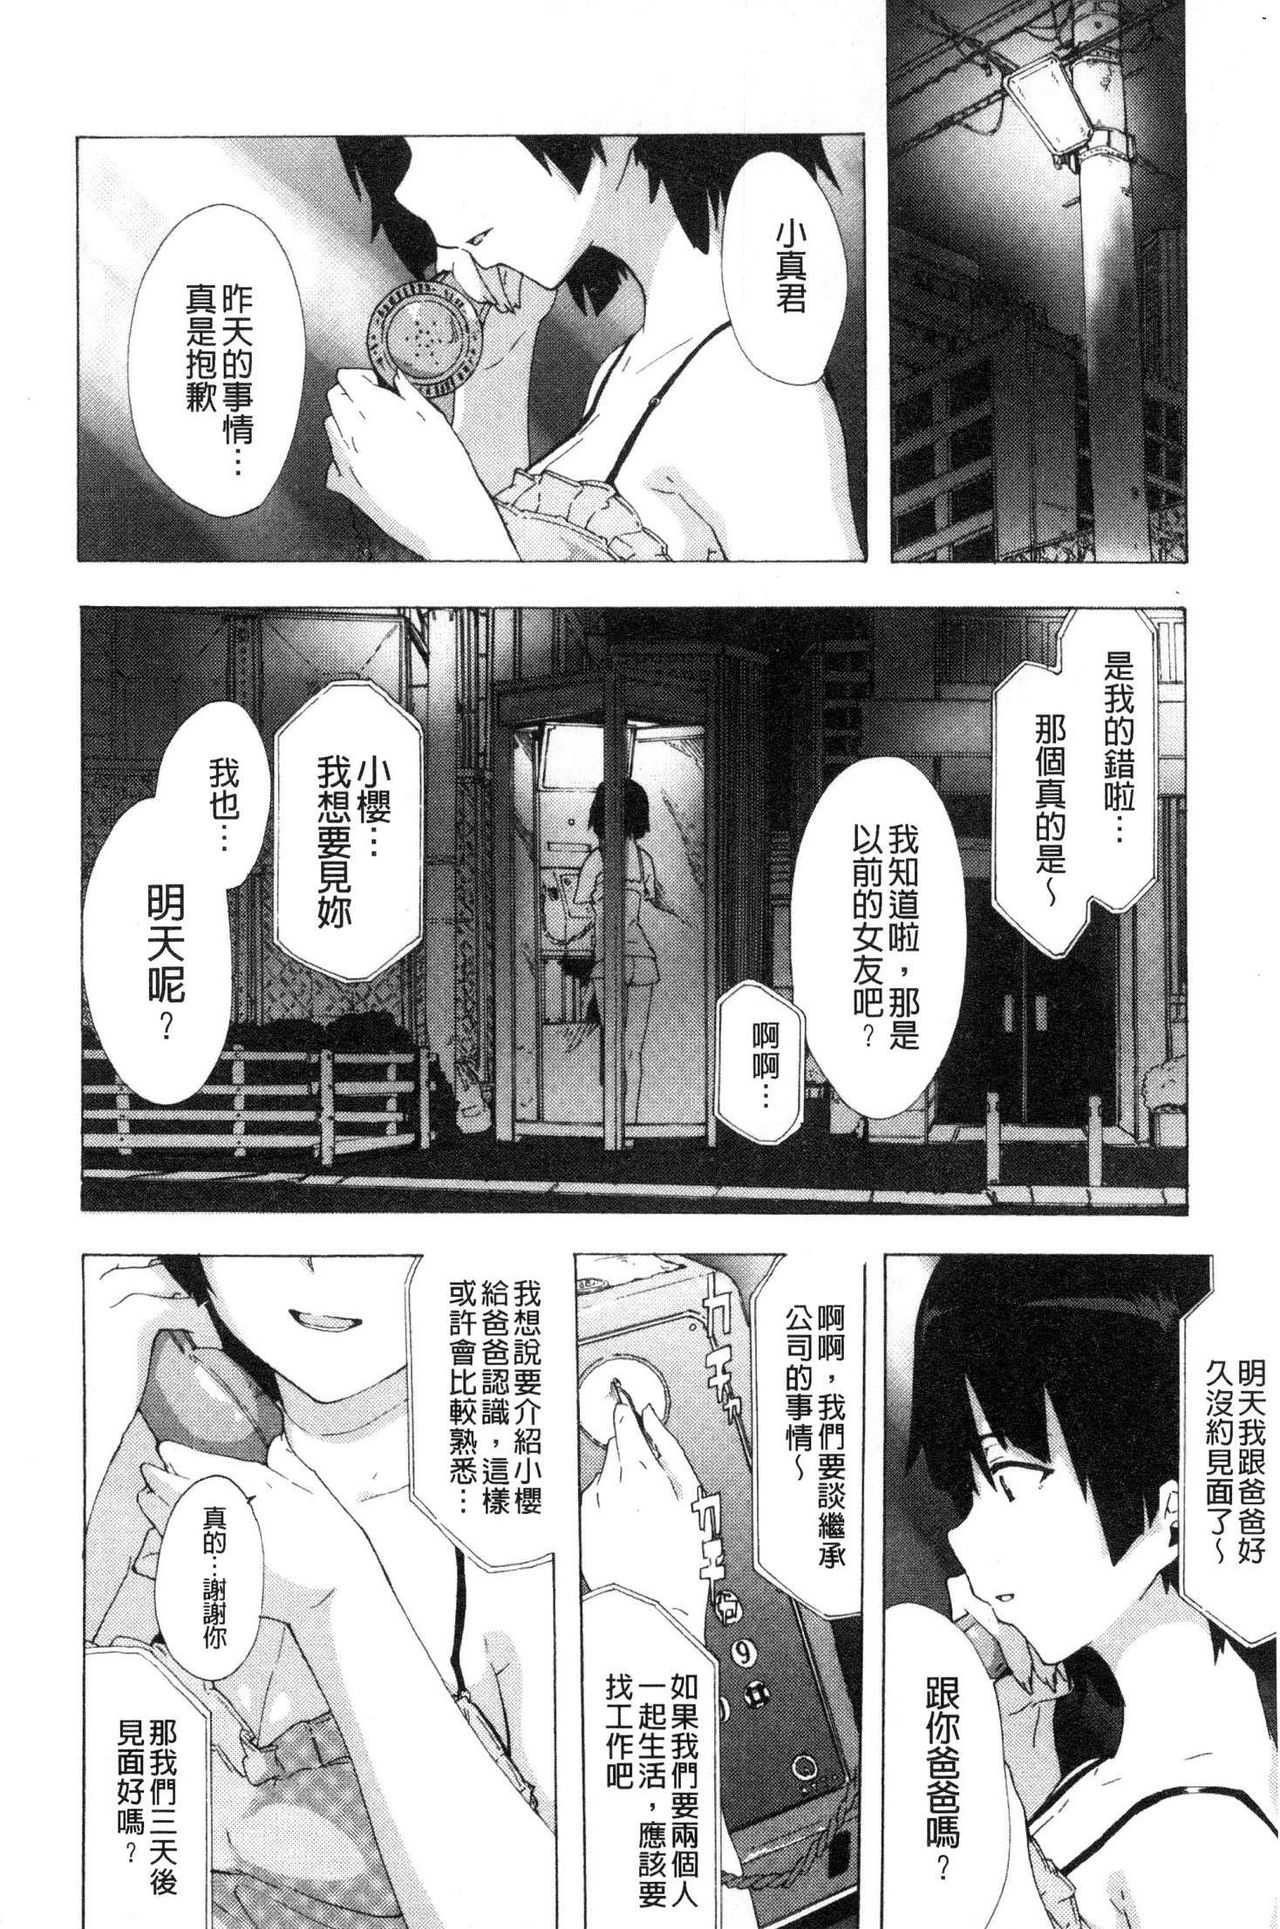 小真君
昨天的事情…
真是抱歉
是我的錯啦…
那個真的是～
我知道啦，那是
以前的女友吧？
啊啊…
小櫻…
我想要見妳
我也…
明天呢？
明天我跟爸爸好
久沒約見面了～
跟你爸爸嗎？
啊啊，我們要談繼承
公司的事情～
ガチャ
ガチャ
9
如果我們要兩個人
一起生活，應該要
找工作吧
我想說要介紹小櫻
給爸爸認識，這樣
或許會比較熟悉…
真的…謝謝你
那我們三天後
見面好嗎？